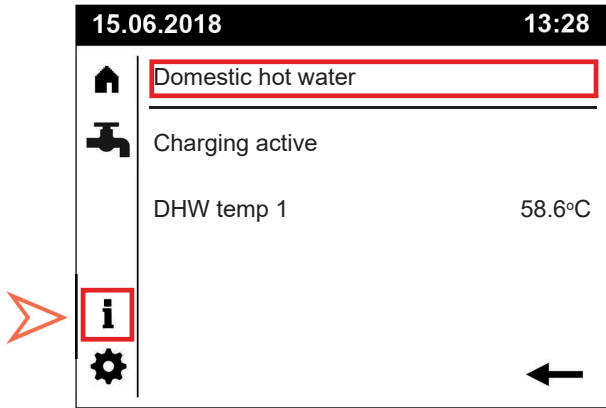 15.06.2018 13:28
Domestic hot water
Charging active
DHW temp 1 58.6°C
i